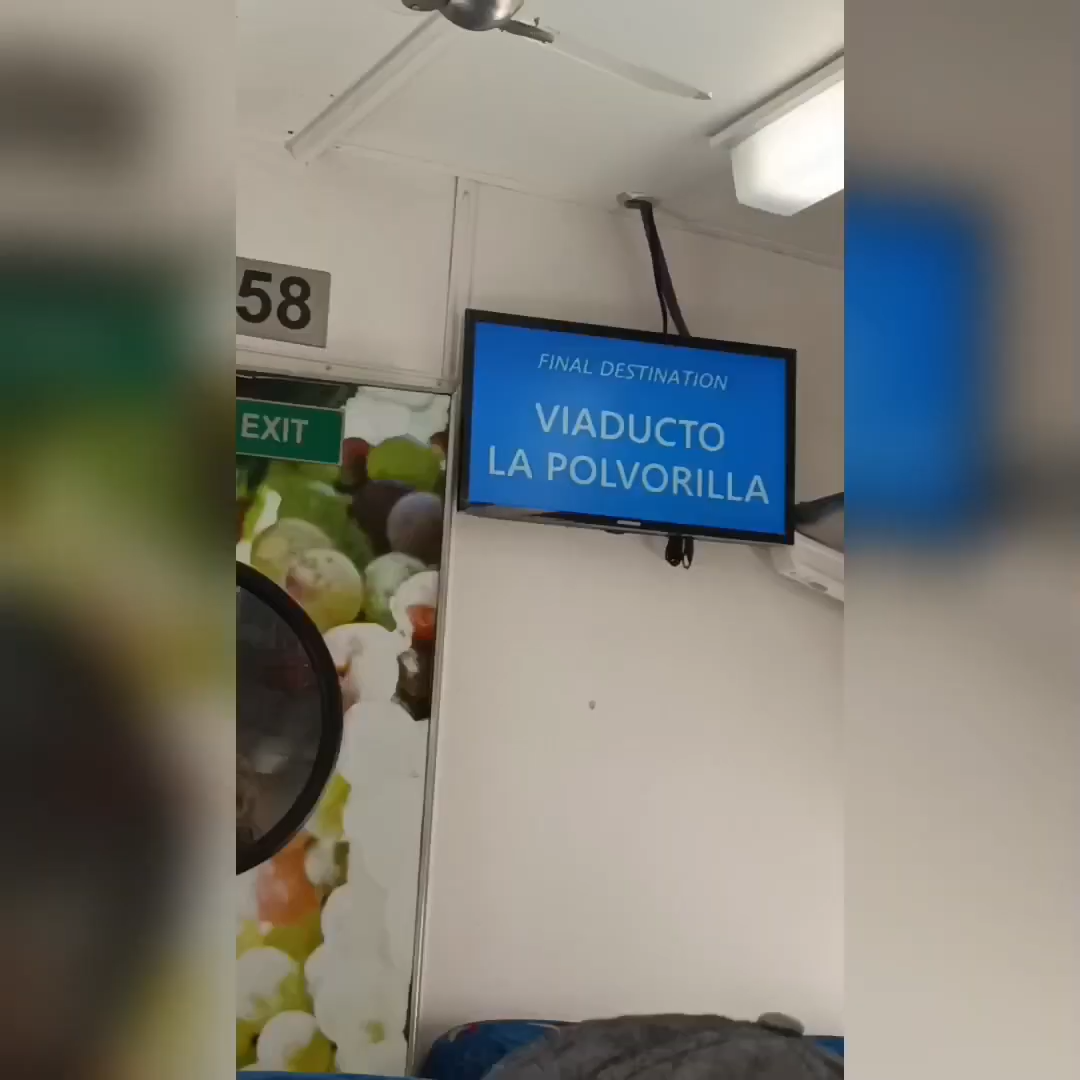 58
EXIT
FINAL DESTINATION
VIADUCTO
LA POLVORILLA